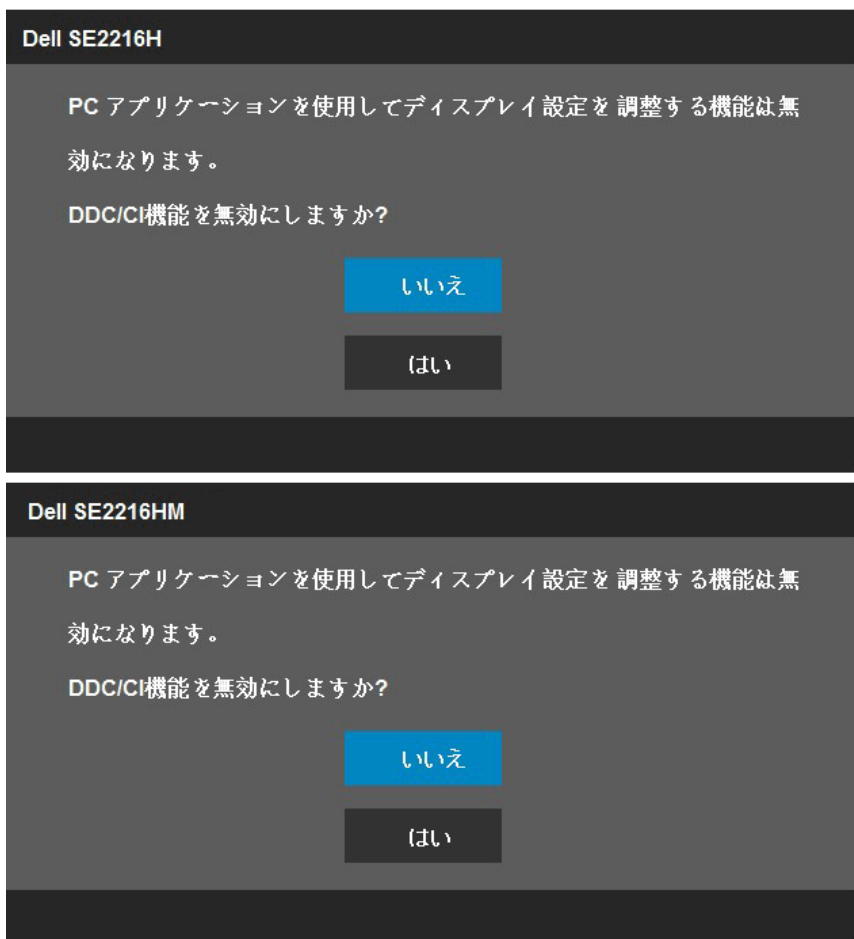 Dell SE2216H
PC アプリケーションを使用してディスプレイ設定を 調整する機能は無
効になります。
DDC/CI機能を無効にしますか?
いいえ
はい
Dell SE2216HM
PC アプリケーションを使用してディスプレイ設定を 調整する機能は無
効になります。
DDC/CI機能を無効にしますか?
いいえ
はい